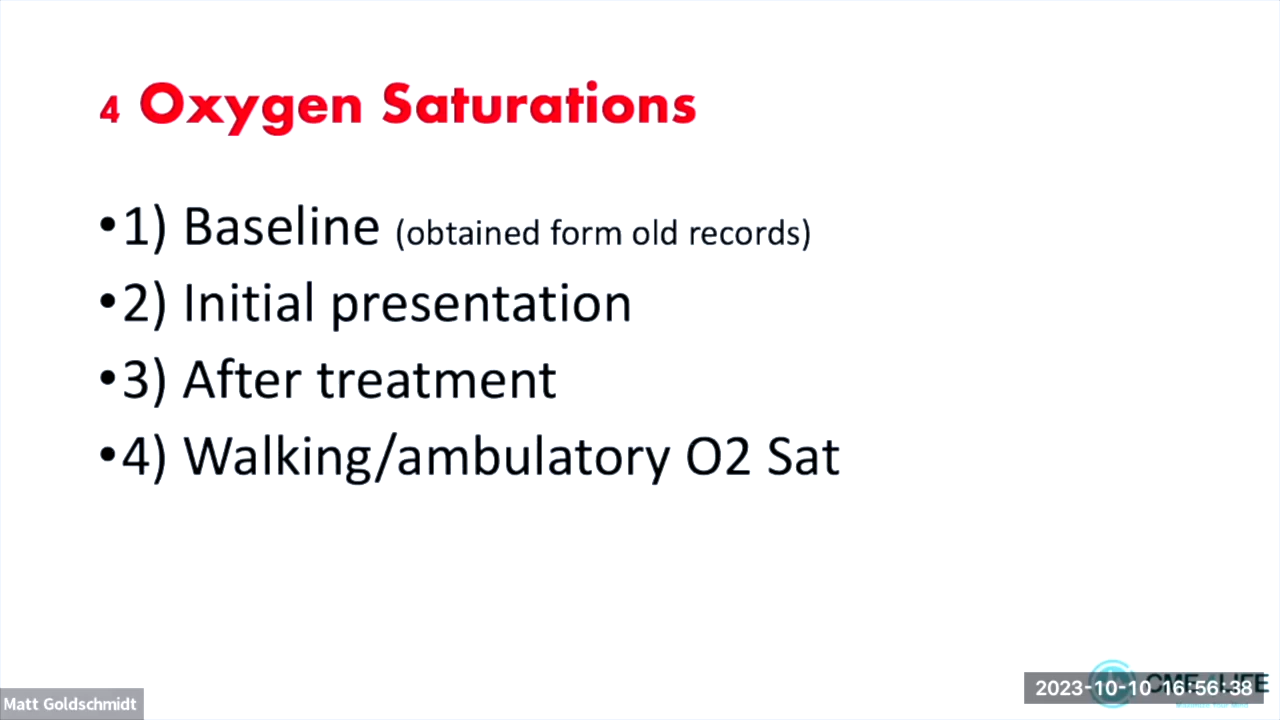 4 Oxygen Saturations
•1) Baseline (obtained form old records)
•2) Initial presentation
•3) After treatment
•4) Walking/ambulatory O2 Sat
Matt Goldschmidt
2023-10-10 16:56:38